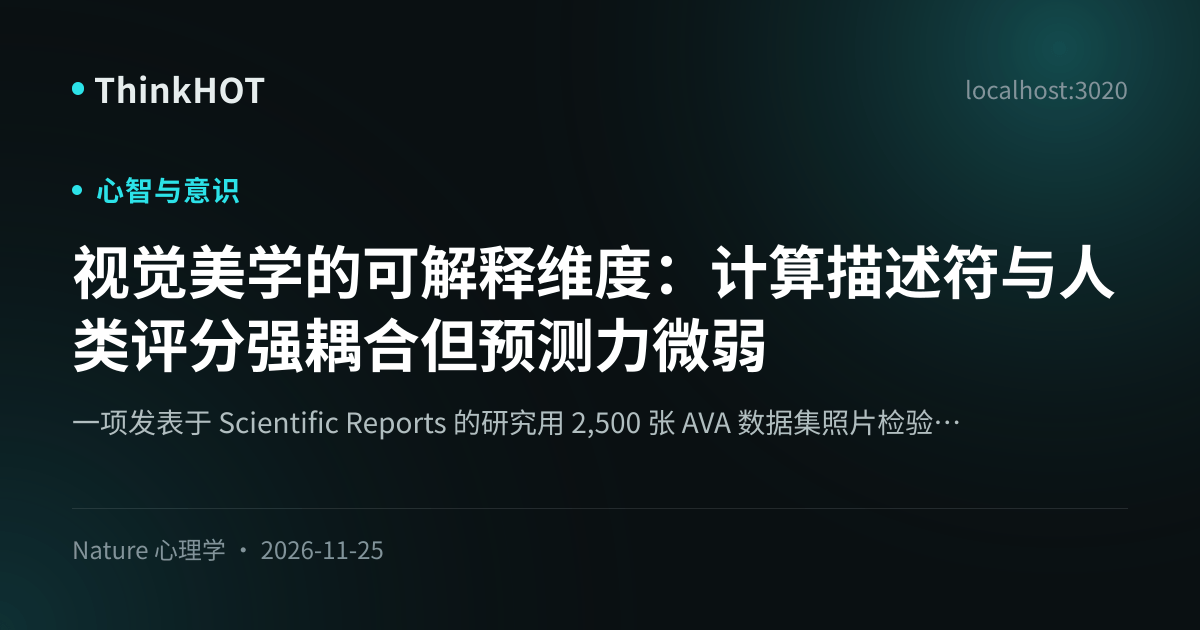 ThinkHOT
localhost:3020
心智与意识
视觉美学的可解释维度：计算描述符与人
类评分强耦合但预测力微弱
一项发表于 Scientific Reports 的研究用 2,500 张 AVA 数据集照片检验…
Nature 心理学 · 2026-11-25